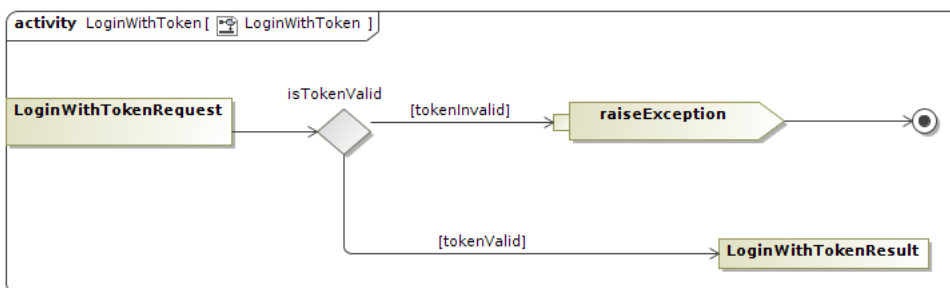 activity LoginWithToken [ LoginWithToken ]
isTokenValid
LoginWithTokenRequest
[tokenInvalid]
raiseException
[tokenValid]
LoginWithTokenResult